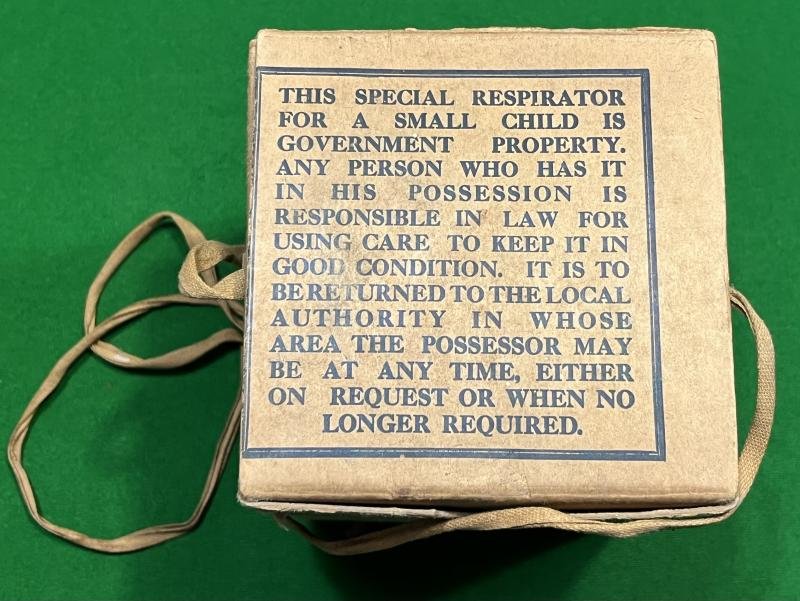 THIS SPECIAL RESPIRATOR
FOR A SMALL CHILD IS
GOVERNMENT PROPERTY.
ANY PERSON WHO HAS IT
IN HIS POSSESSION IS
RESPONSIBLE IN LAW FOR
USING CARE TO KEEP IT IN
GOOD CONDITION. IT IS TO
BE RETURNED TO THE LOCAL
AUTHORITY IN WHOSE
AREA THE POSSESSOR MAY
BE AT ANY TIME, EITHER
ON REQUEST OR WHEN NO
LONGER REQUIRED.